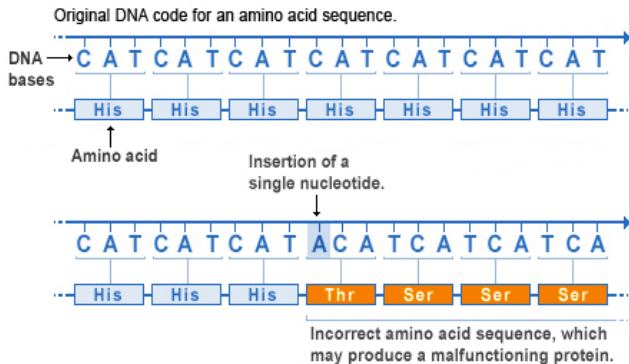 Original DNA code for an amino acid sequence.
DNA bases
C A T C A T C A T C A T C A T C A T C A T
His His His His His His His
Amino acid
Insertion of a
single nucleotide.
C A T C A T C A T A C A T C A T C A T C A
His His His Thr Ser Ser Ser
Incorrect amino acid sequence, which
may produce a malfunctioning protein.